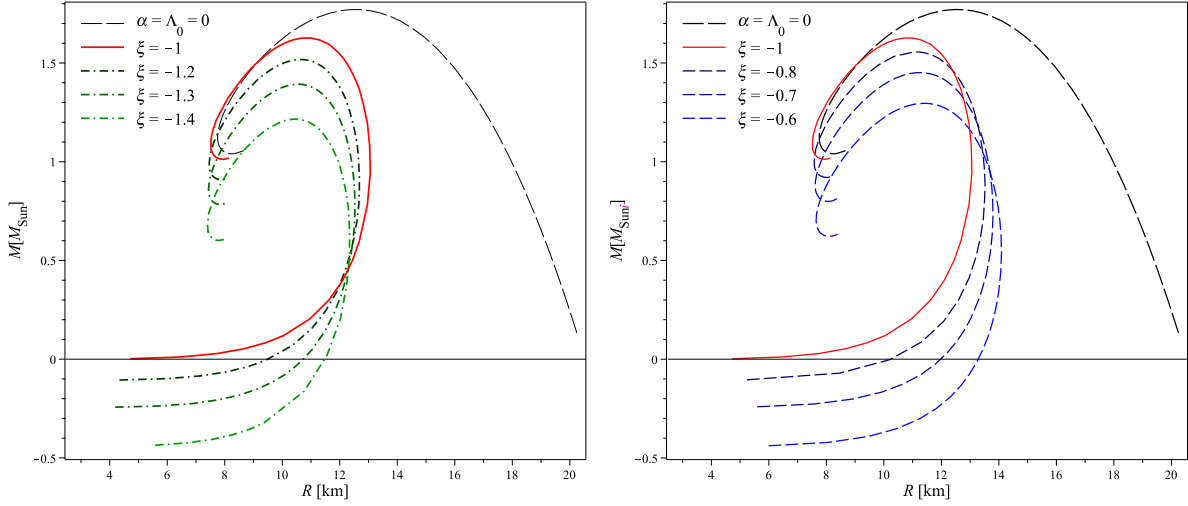 α = Λ₀ = 0
ξ = −1
ξ = −1.2
ξ = −1.3
ξ = −1.4
M[M_Sun]
1.5
1
0.5
0
−0.5
4 6 8 10 12 14 16 18 20
R [km]
α = Λ₀ = 0
ξ = −1
ξ = −0.8
ξ = −0.7
ξ = −0.6
M[M_Sun𝑖]
1.5
1
0.5
0
−0.5
4 6 8 10 12 14 16 18 20
R [km]